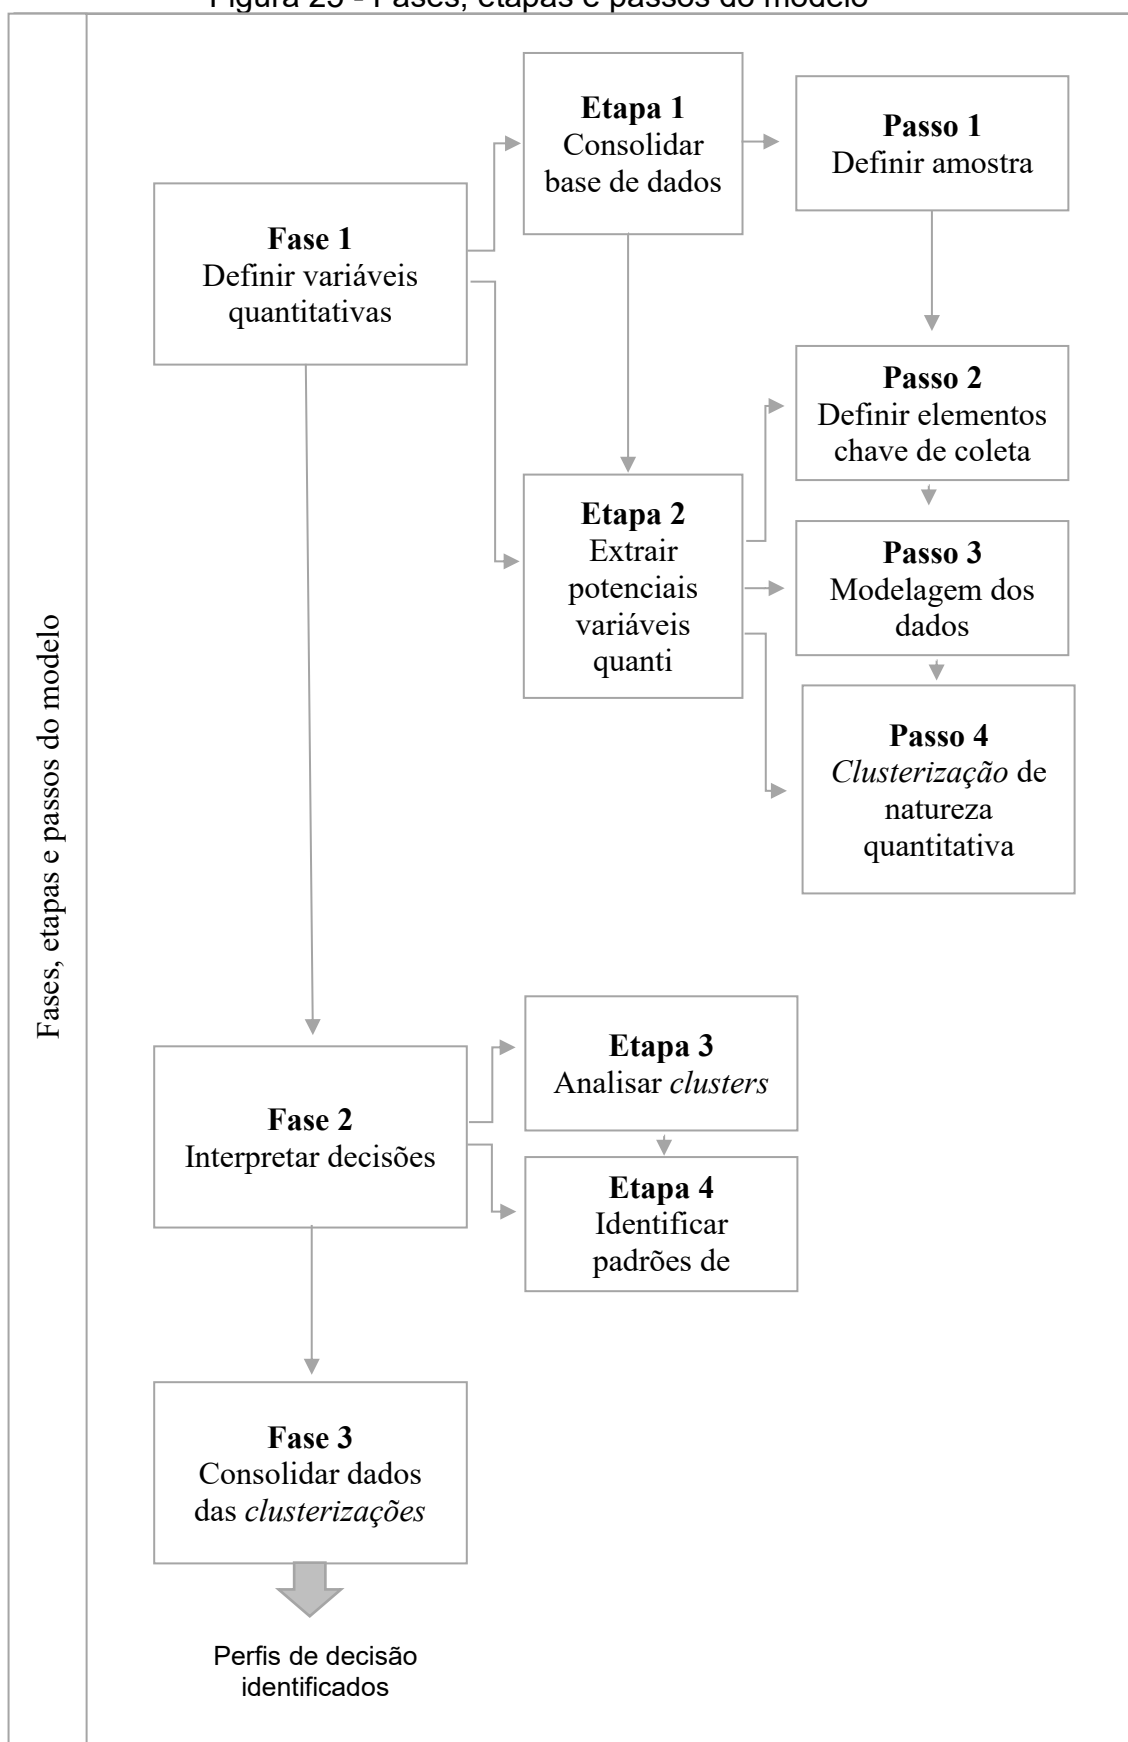 Figura 25 - Fases, etapas e passos do modelo
Fases, etapas e passos do modelo
Fase 1
Definir variáveis
quantitativas
Etapa 1
Consolidar
base de dados
Passo 1
Definir amostra
Etapa 2
Extrair
potenciais
variáveis
quanti
Passo 2
Definir elementos
chave de coleta
Passo 3
Modelagem dos
dados
Passo 4
Clusterização de
natureza
quantitativa
Fase 2
Interpretar decisões
Etapa 3
Analisar clusters
Etapa 4
Identificar
padrões de
Fase 3
Consolidar dados
das clusterizações
Perfis de decisão
identificados